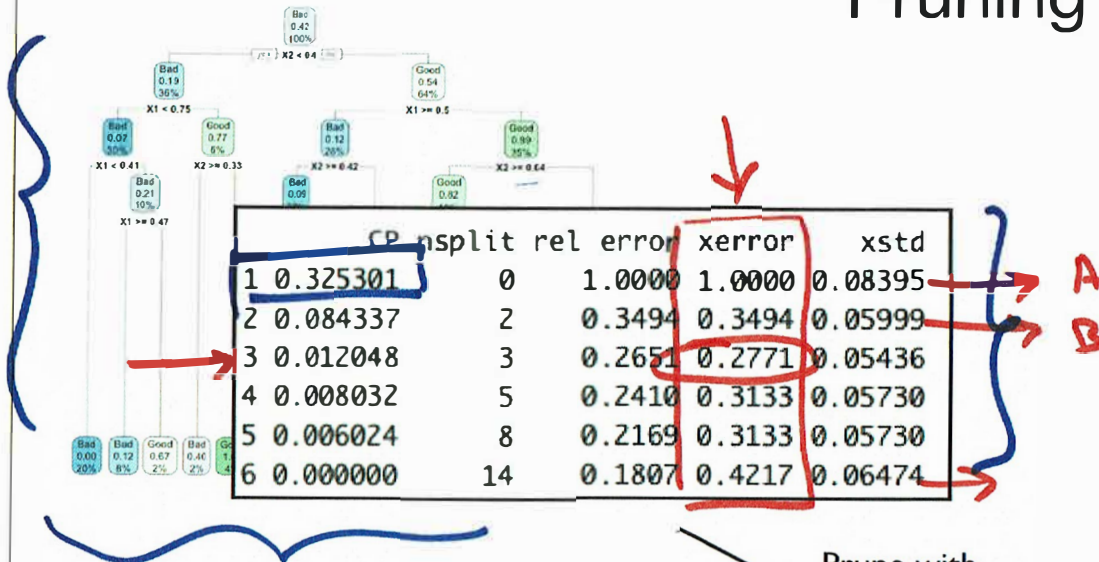 Pruning
Bad
0.42
100%
X2 < 0.4
Bad
0.19
36%
Good
0.54
64%
X1 < 0.75
X1 >= 0.5
Bad
0.07
30%
Good
0.77
6%
Bad
0.12
28%
Good
0.89
35%
X1 < 0.41
X2 >= 0.33
X2 >= 0.42
X2 >= 0.64
Bad
0.21
10%
Bad
0.09
Good
0.82
X1 >= 0.47
CP nsplit rel error xerror xstd
1 0.325301 0 1.0000 1.0000 0.08395 A
2 0.084337 2 0.3494 0.3494 0.05999 B
3 0.012048 3 0.2651 0.2771 0.05436
4 0.008032 5 0.2410 0.3133 0.05730
5 0.006024 8 0.2169 0.3133 0.05730
6 0.000000 14 0.1807 0.4217 0.06474
Bad Bad Good Bad
0.00 0.12 0.67
20% 6% 2% 2%
Prune with